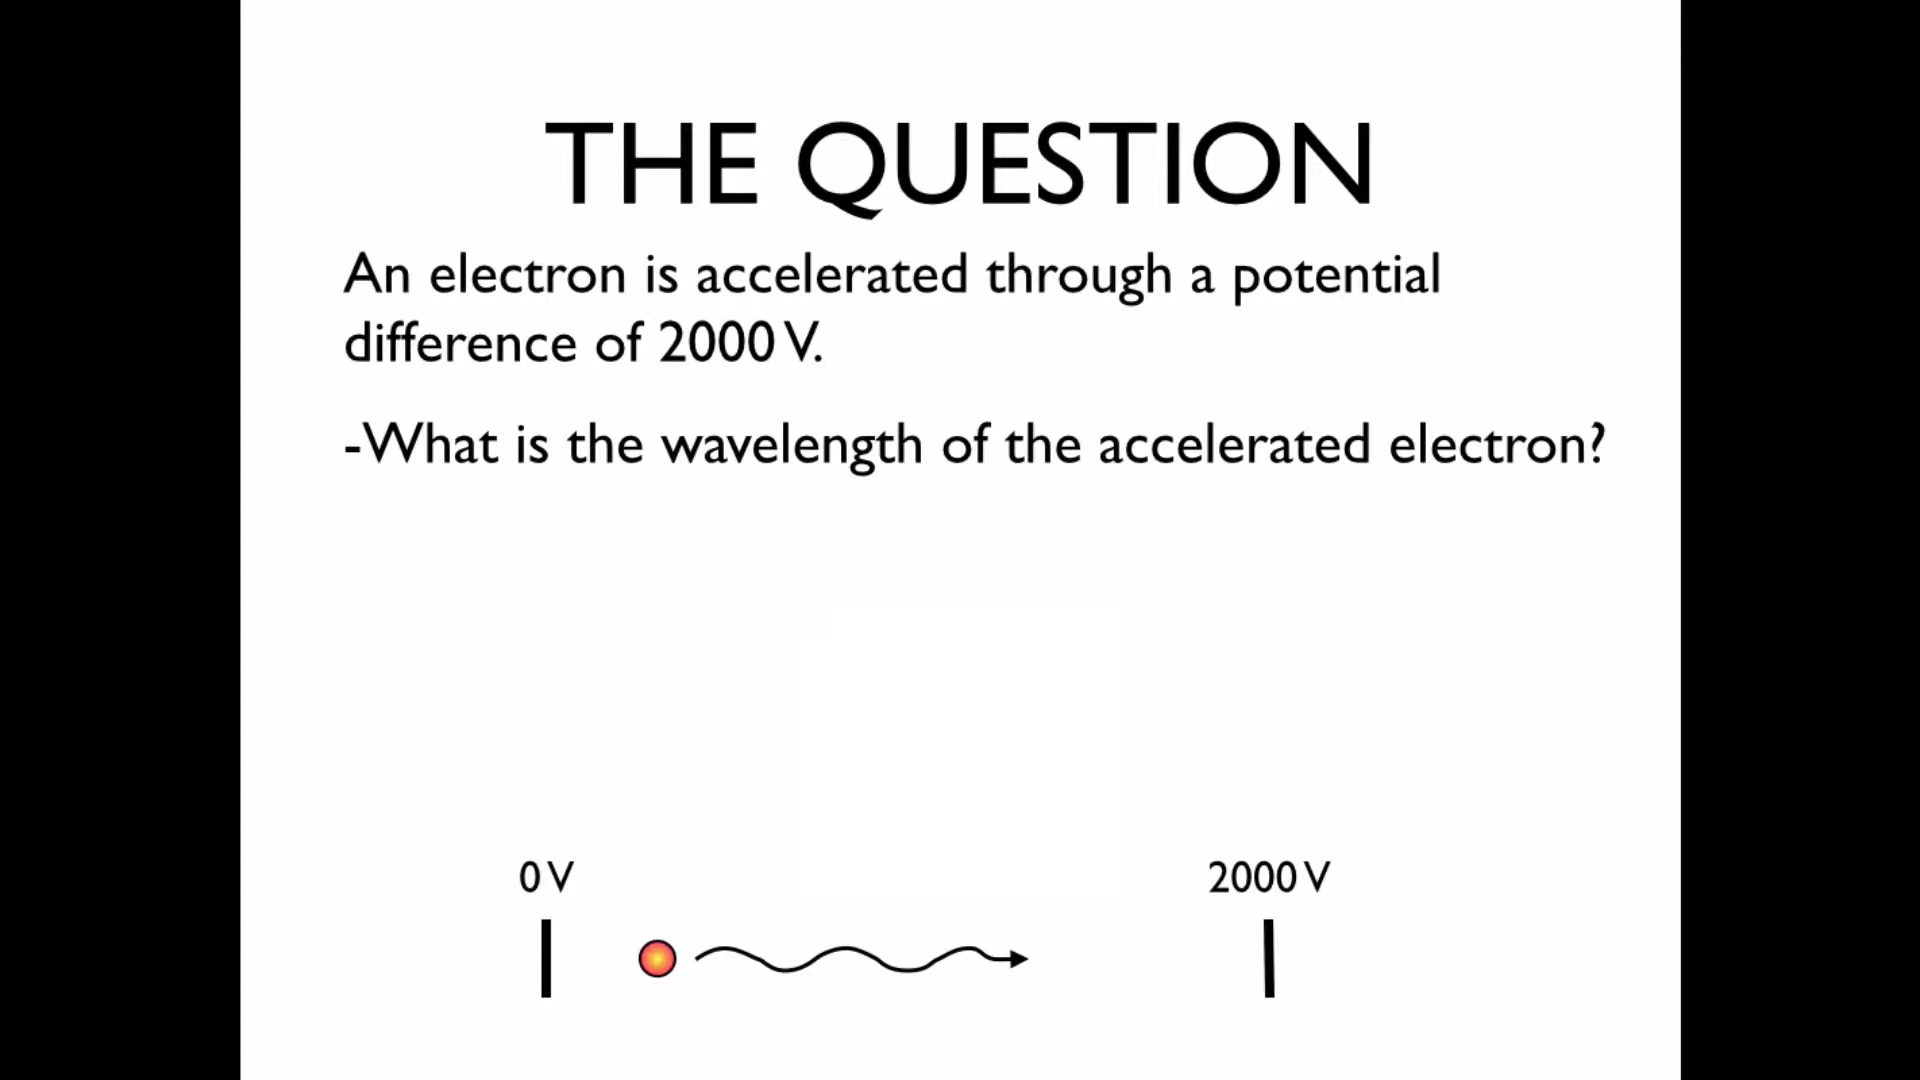 THE QUESTION
An electron is accelerated through a potential
difference of 2000 V.
-What is the wavelength of the accelerated electron?
0 V
2000 V